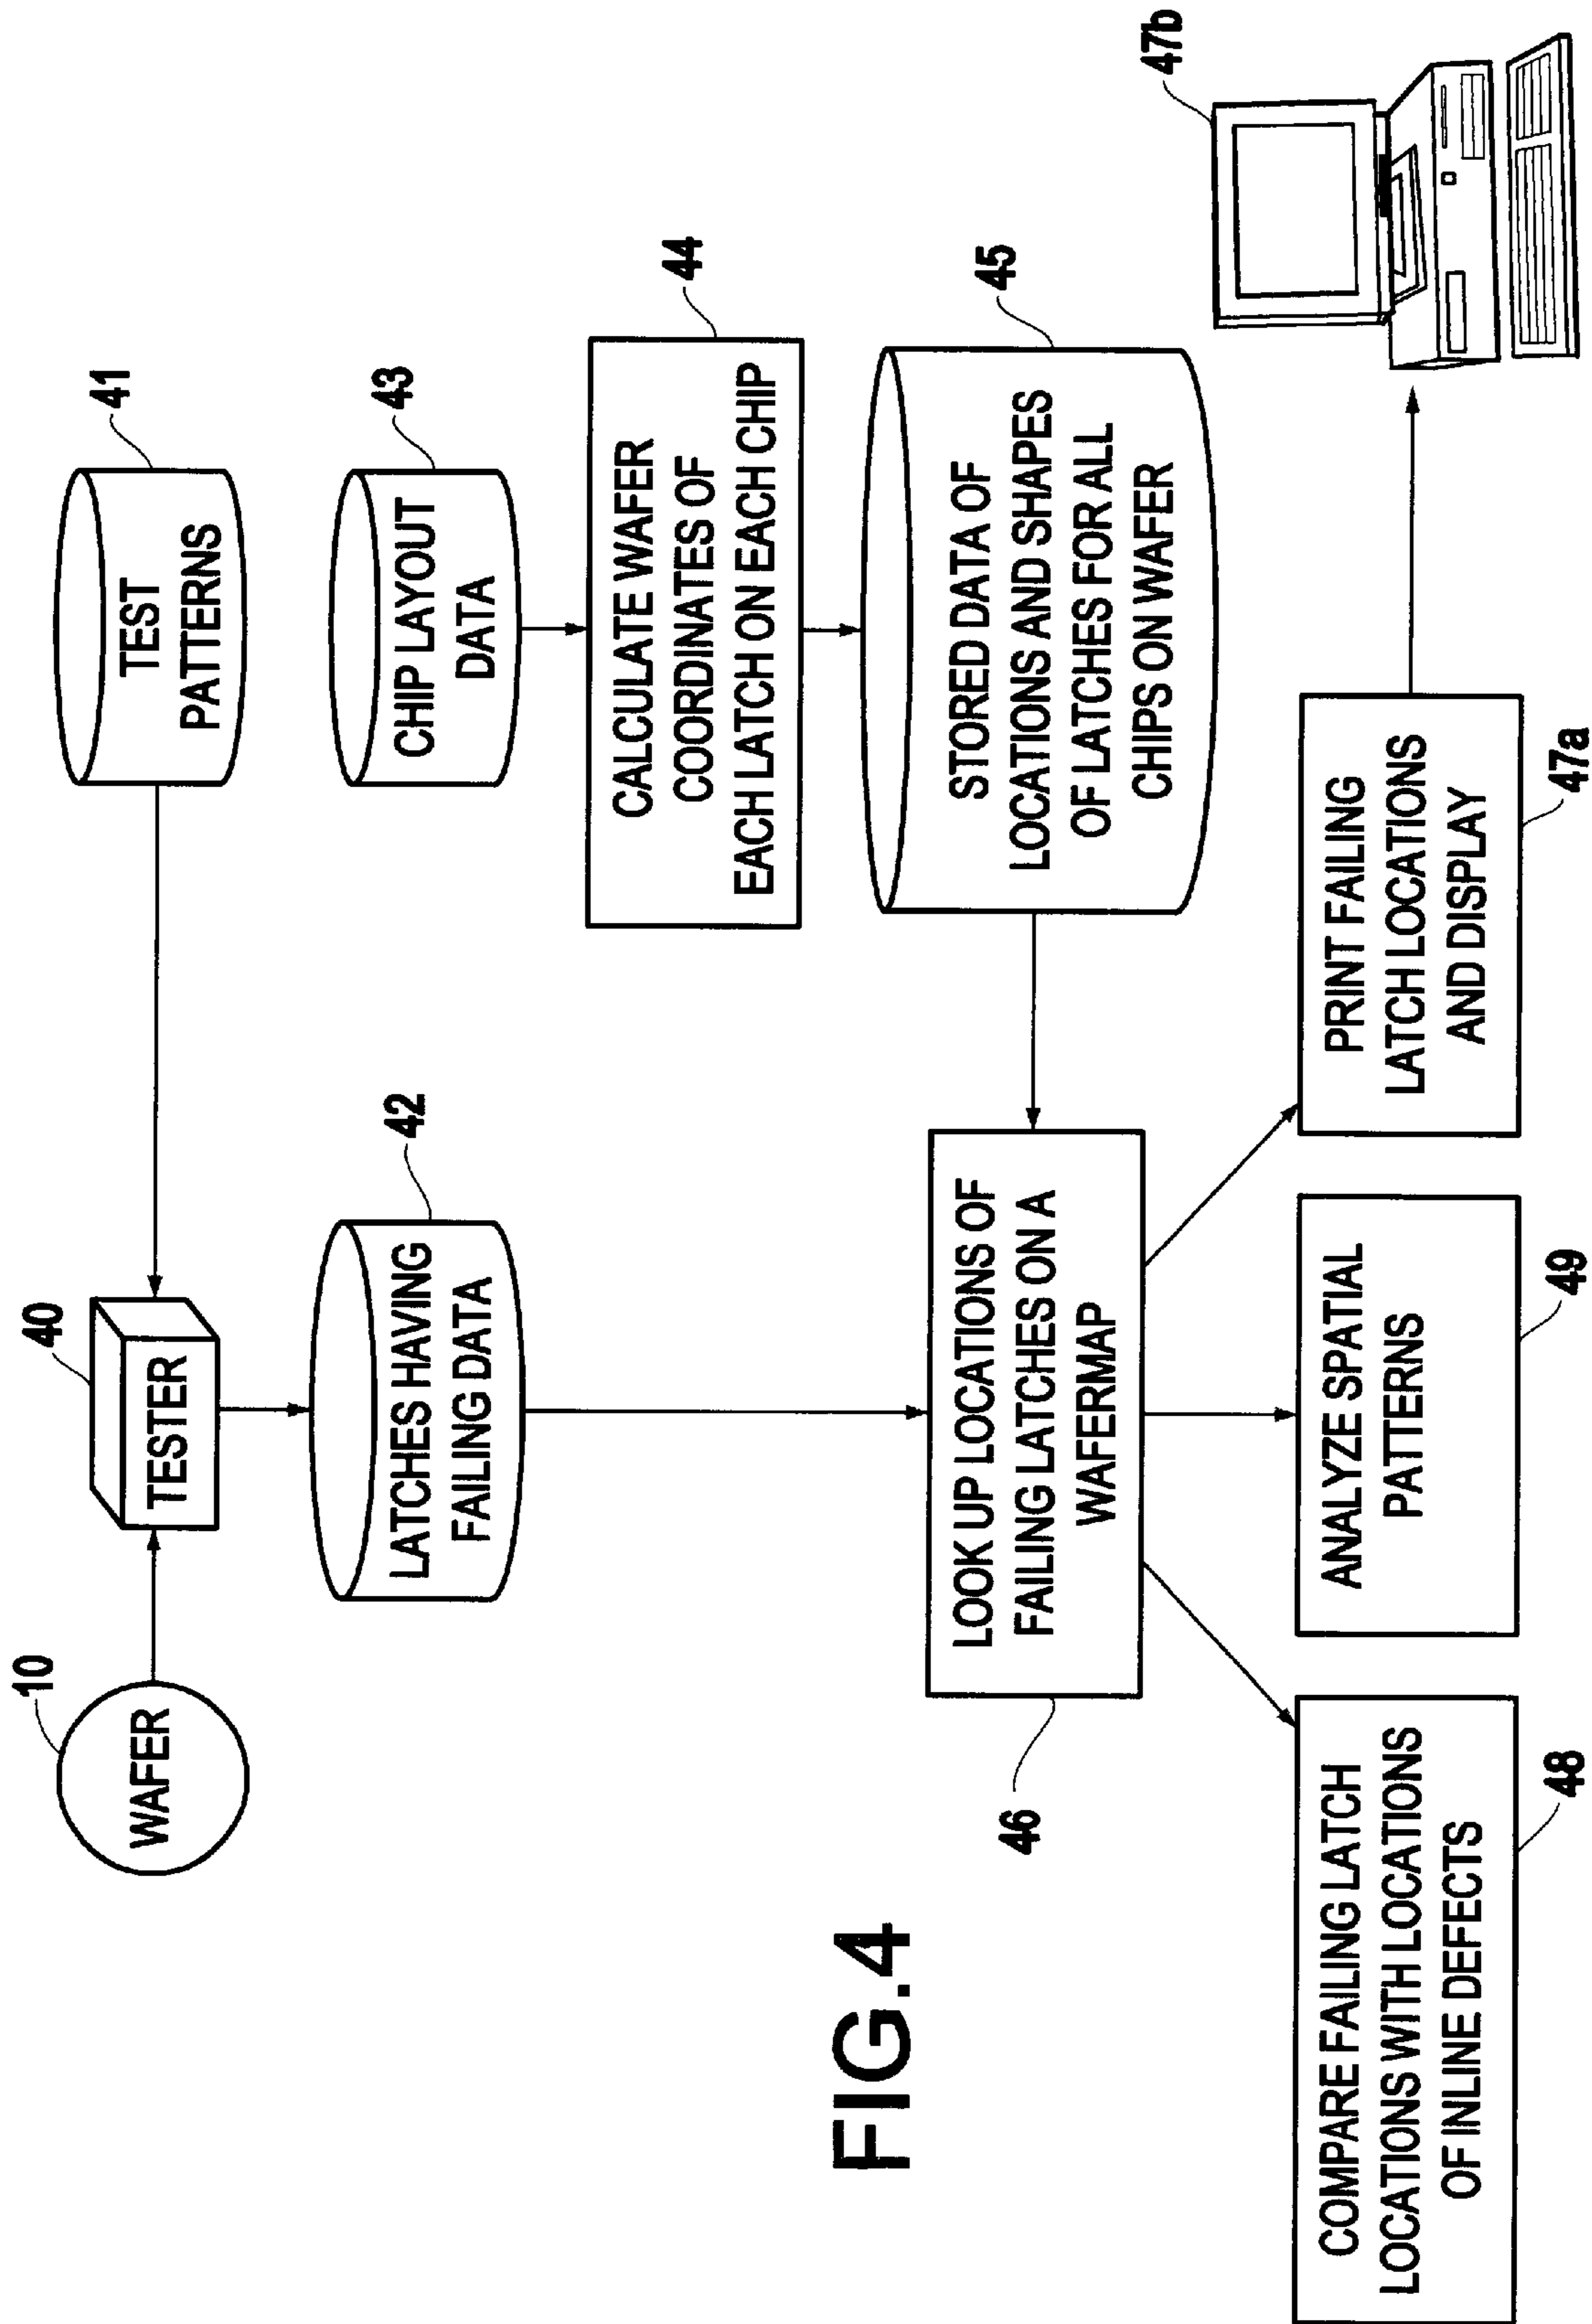 10
WAFER
40
TESTER
41
TEST
PATTERNS
42
LATCHES HAVING
FAILING DATA
43
CHIP LAYOUT
DATA
44
CALCULATE WAFER
COORDINATES OF
EACH LATCH ON EACH CHIP
45
STORED DATA OF
LOCATIONS AND SHAPES
OF LATCHES FOR ALL
CHIPS ON WAFER
LOOK UP LOCATIONS OF
FAILING LATCHES ON A
WAFERMAP
46
COMPARE FAILING LATCH
LOCATIONS WITH LOCATIONS
OF INLINE DEFECTS
48
ANALYZE SPATIAL
PATTERNS
49
PRINT FAILING
LATCH LOCATIONS
AND DISPLAY
47a
47b
FIG.4